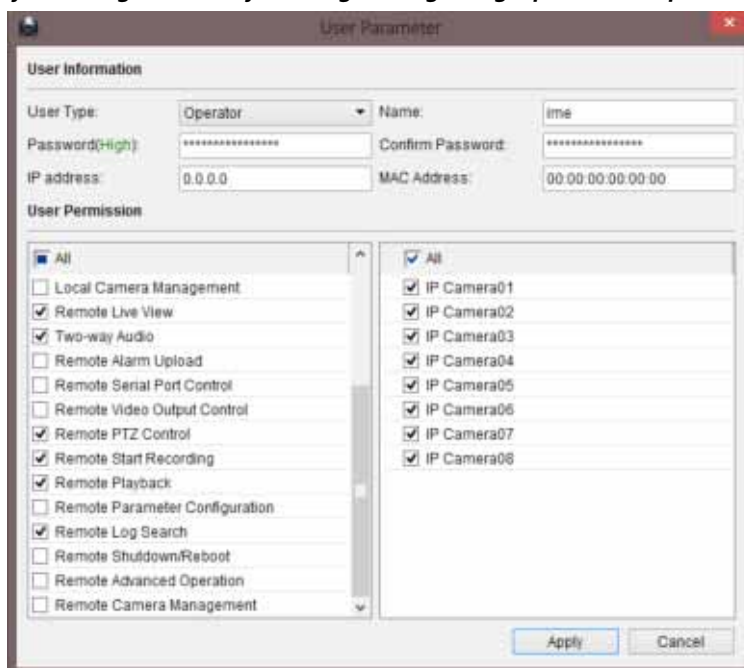 User Parameter
User Information
User Type: Operator Name: ime
Password(High): **************** Confirm Password: ****************
IP address: 0.0.0.0 MAC Address: 00:00:00:00:00:00
User Permission
All All
Local Camera Management IP Camera01
Remote Live View IP Camera02
Two-way Audio IP Camera03
Remote Alarm Upload IP Camera04
Remote Serial Port Control IP Camera05
Remote Video Output Control IP Camera06
Remote PTZ Control IP Camera07
Remote Start Recording IP Camera08
Remote Playback
Remote Parameter Configuration
Remote Log Search
Remote Shutdown/Reboot
Remote Advanced Operation
Remote Camera Management
Apply Cancel